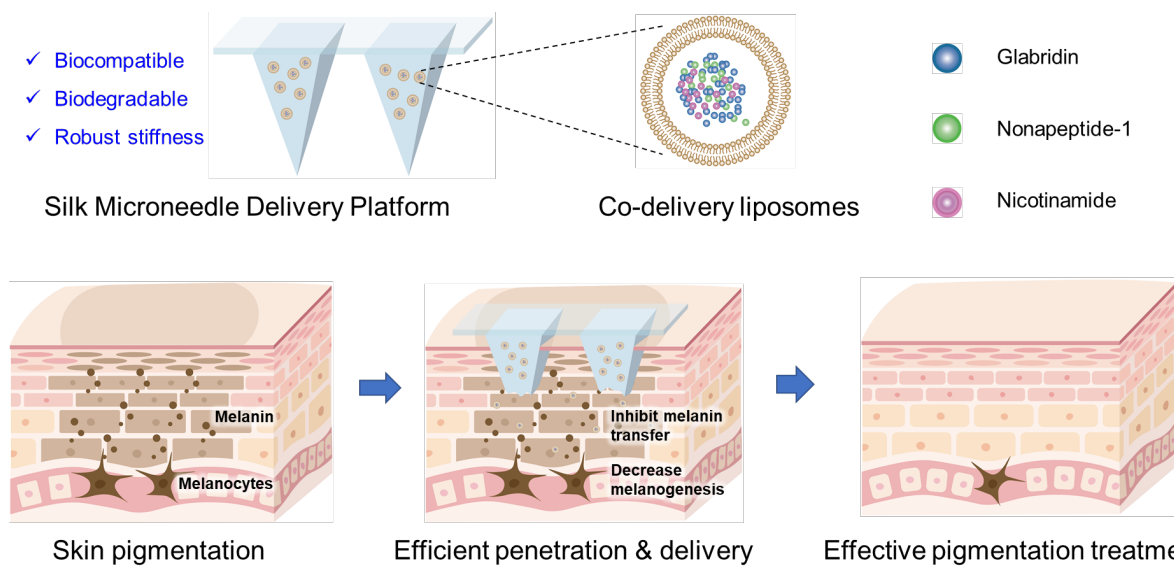 ✓ Biocompatible
✓ Biodegradable
✓ Robust stiffness
Silk Microneedle Delivery Platform
Co-delivery liposomes
Glabridin
Nonapeptide-1
Nicotinamide
Melanin
Melanocytes
Skin pigmentation
Inhibit melanin
transfer
Decrease
melanogenesis
Efficient penetration & delivery
Effective pigmentation treatme